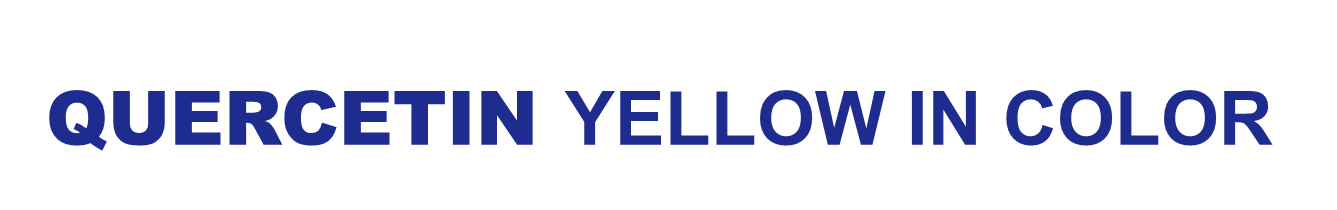 QUERCETIN YELLOW IN COLOR